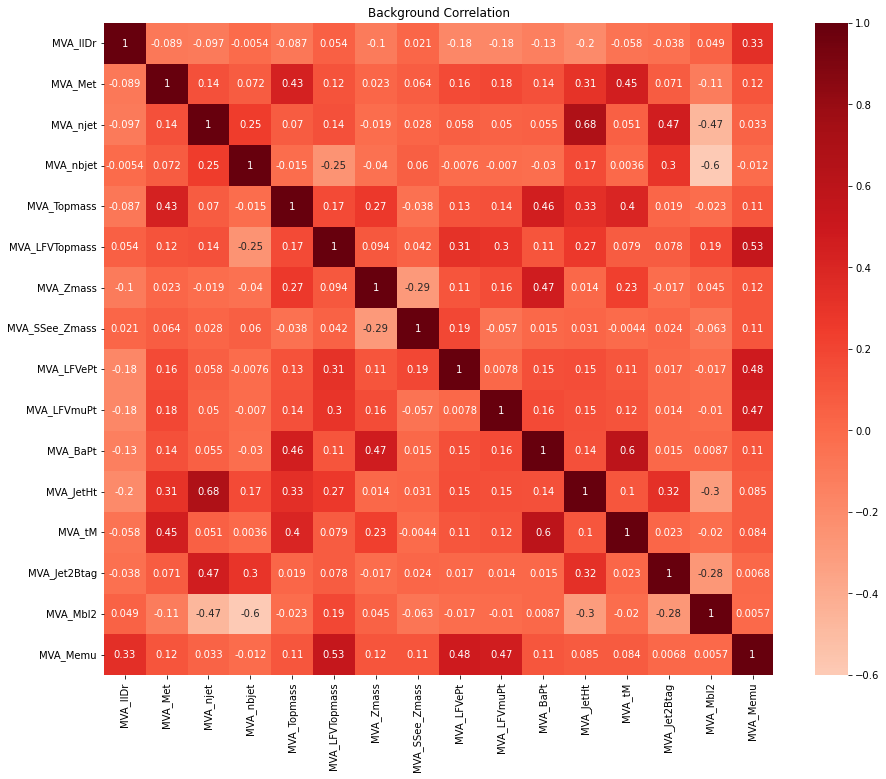 Background Correlation
MVA_llDr 1 -0.089 -0.097 -0.0054 -0.087 0.054 -0.1 0.021 -0.18 -0.18 -0.13 -0.2 -0.058 -0.038 0.049 0.33
MVA_Met -0.089 1 0.14 0.072 0.43 0.12 0.023 0.064 0.16 0.18 0.14 0.31 0.45 0.071 -0.11 0.12
MVA_njet -0.097 0.14 1 0.25 0.07 0.14 -0.019 0.028 0.058 0.05 0.055 0.68 0.051 0.47 -0.47 0.033
MVA_nbjet -0.0054 0.072 0.25 1 -0.015 -0.25 -0.04 0.06 -0.0076 -0.007 -0.03 0.17 0.0036 0.3 -0.6 -0.012
MVA_Topmass -0.087 0.43 0.07 -0.015 1 0.17 0.27 -0.038 0.13 0.14 0.46 0.33 0.4 0.019 -0.023 0.11
MVA_LFVTopmass 0.054 0.12 0.14 -0.25 0.17 1 0.094 0.042 0.31 0.3 0.11 0.27 0.079 0.078 0.19 0.53
MVA_Zmass -0.1 0.023 -0.019 -0.04 0.27 0.094 1 -0.29 0.11 0.16 0.47 0.014 0.23 -0.017 0.045 0.12
MVA_SSee_Zmass 0.021 0.064 0.028 0.06 -0.038 0.042 -0.29 1 0.19 -0.057 0.015 0.031 -0.0044 0.024 -0.063 0.11
MVA_LFVePt -0.18 0.16 0.058 -0.0076 0.13 0.31 0.11 0.19 1 0.0078 0.15 0.15 0.11 0.017 -0.017 0.48
MVA_LFVmuPt -0.18 0.18 0.05 -0.007 0.14 0.3 0.16 -0.057 0.0078 1 0.16 0.15 0.12 0.014 -0.01 0.47
MVA_BaPt -0.13 0.14 0.055 -0.03 0.46 0.11 0.47 0.015 0.15 0.16 1 0.14 0.6 0.015 0.0087 0.11
MVA_JetHt -0.2 0.31 0.68 0.17 0.33 0.27 0.014 0.031 0.15 0.15 0.14 1 0.1 0.32 -0.3 0.085
MVA_tM -0.058 0.45 0.051 0.0036 0.4 0.079 0.23 -0.0044 0.11 0.12 0.6 0.1 1 0.023 -0.02 0.084
MVA_Jet2Btag -0.038 0.071 0.47 0.3 0.019 0.078 -0.017 0.024 0.017 0.014 0.015 0.32 0.023 1 -0.28 0.0068
MVA_Mbl2 0.049 -0.11 -0.47 -0.6 -0.023 0.19 0.045 -0.063 -0.017 -0.01 0.0087 -0.3 -0.02 -0.28 1 0.0057
MVA_Memu 0.33 0.12 0.033 -0.012 0.11 0.53 0.12 0.11 0.48 0.47 0.11 0.085 0.084 0.0068 0.0057 1
MVA_llDr
MVA_Met
MVA_njet
MVA_nbjet
MVA_Topmass
MVA_LFVTopmass
MVA_Zmass
MVA_SSee_Zmass
MVA_LFVePt
MVA_LFVmuPt
MVA_BaPt
MVA_JetHt
MVA_tM
MVA_Jet2Btag
MVA_Mbl2
MVA_Memu
1.0
0.8
0.6
0.4
0.2
0.0
−0.2
−0.4
−0.6